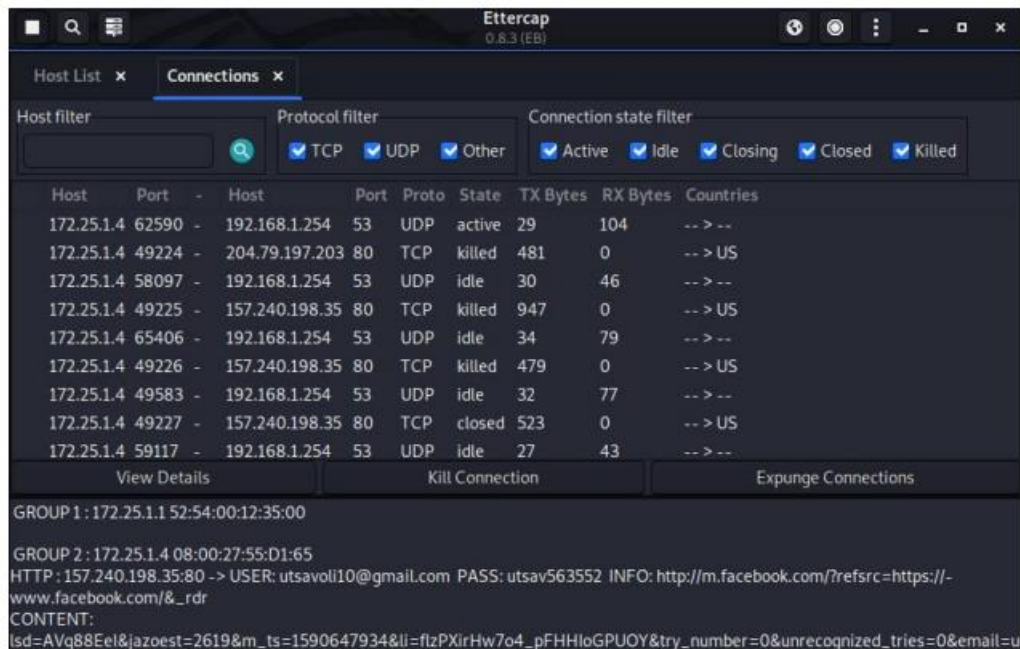 Ettercap
0.8.3 (EB)
Host List × Connections ×
Host filter Protocol filter Connection state filter
TCP UDP Other Active Idle Closing Closed Killed
Host Port - Host Port Proto State TX Bytes RX Bytes Countries
172.25.1.4 62590 - 192.168.1.254 53 UDP active 29 104 -- > --
172.25.1.4 49224 - 204.79.197.203 80 TCP killed 481 0 -- > US
172.25.1.4 58097 - 192.168.1.254 53 UDP idle 30 46 -- > --
172.25.1.4 49225 - 157.240.198.35 80 TCP killed 947 0 -- > US
172.25.1.4 65406 - 192.168.1.254 53 UDP idle 34 79 -- > --
172.25.1.4 49226 - 157.240.198.35 80 TCP killed 479 0 -- > US
172.25.1.4 49583 - 192.168.1.254 53 UDP idle 32 77 -- > --
172.25.1.4 49227 - 157.240.198.35 80 TCP closed 523 0 -- > US
172.25.1.4 59117 - 192.168.1.254 53 UDP idle 27 43 -- > --
View Details Kill Connection Expunge Connections
GROUP 1 : 172.25.1.1 52:54:00:12:35:00
GROUP 2 : 172.25.1.4 08:00:27:55:D1:65
HTTP : 157.240.198.35:80 -> USER: utsavoli10@gmail.com PASS: utsav563552 INFO: http://m.facebook.com/?refsrc=https://-
www.facebook.com/&_rdr
CONTENT:
lsd=AVq88EeI&jazoest=2619&m_ts=1590647934&li=flzPXirHw7o4_pFHHIoGPUOY&try_number=0&unrecognized_tries=0&email=u